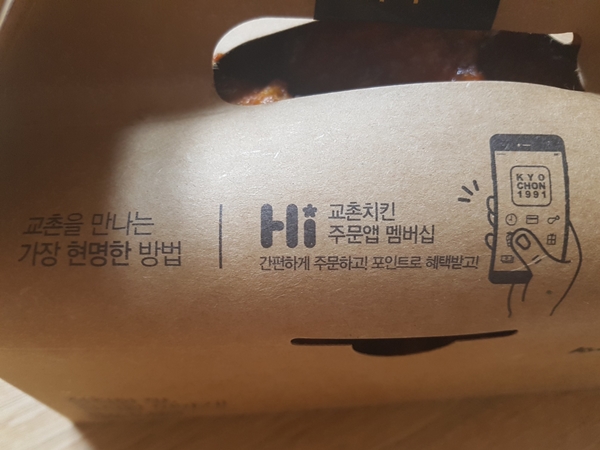 교촌을 만나는
가장 현명한 방법
Hi
교촌치킨
주문앱 멤버십
간편하게 주문하고! 포인트로 혜택받고!
KYO
CHON
1991